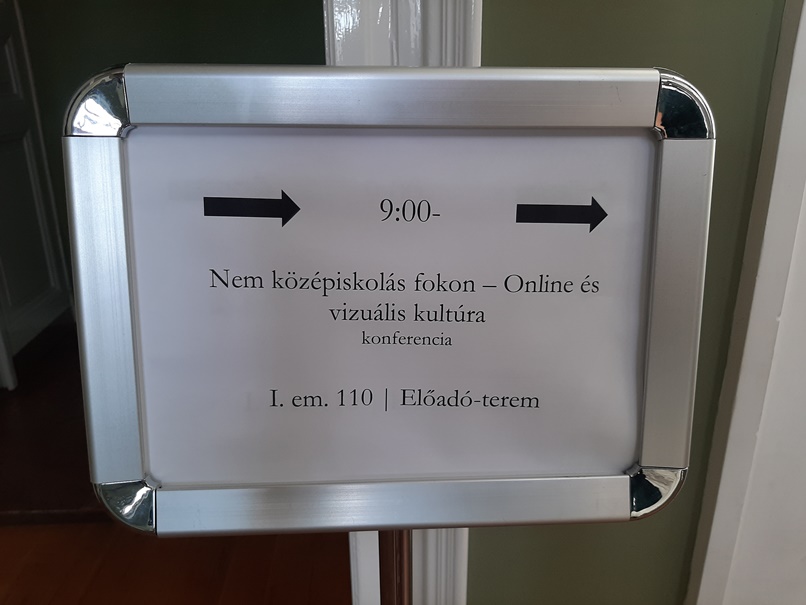 9:00-
Nem középiskolás fokon – Online és
vizuális kultúra
konferencia
I. em. 110 | Előadó-terem